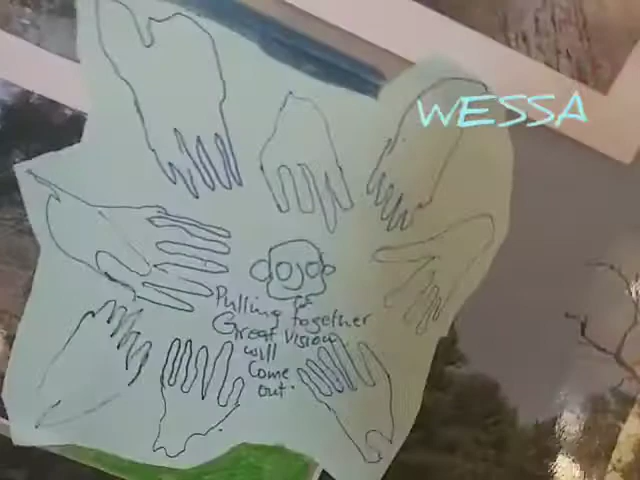 WESSA
Pulling
together
Great Vision
will
come
out.